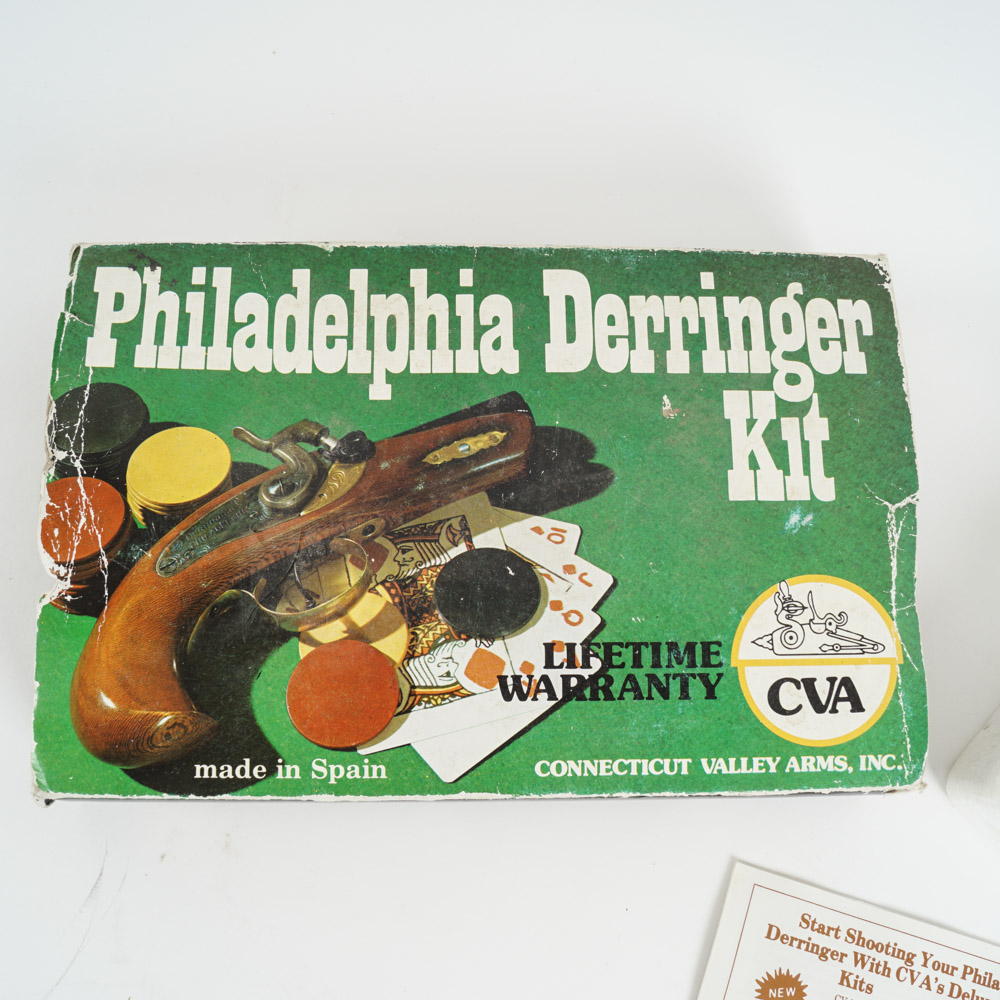 Philadelphia Derringer
Kit
10
J
Q
LIFETIME
WARRANTY
CVA
made in Spain
CONNECTICUT VALLEY ARMS, INC.
Start Shooting Your Phila
Derringer With CVA's Delu
Kits
NEW